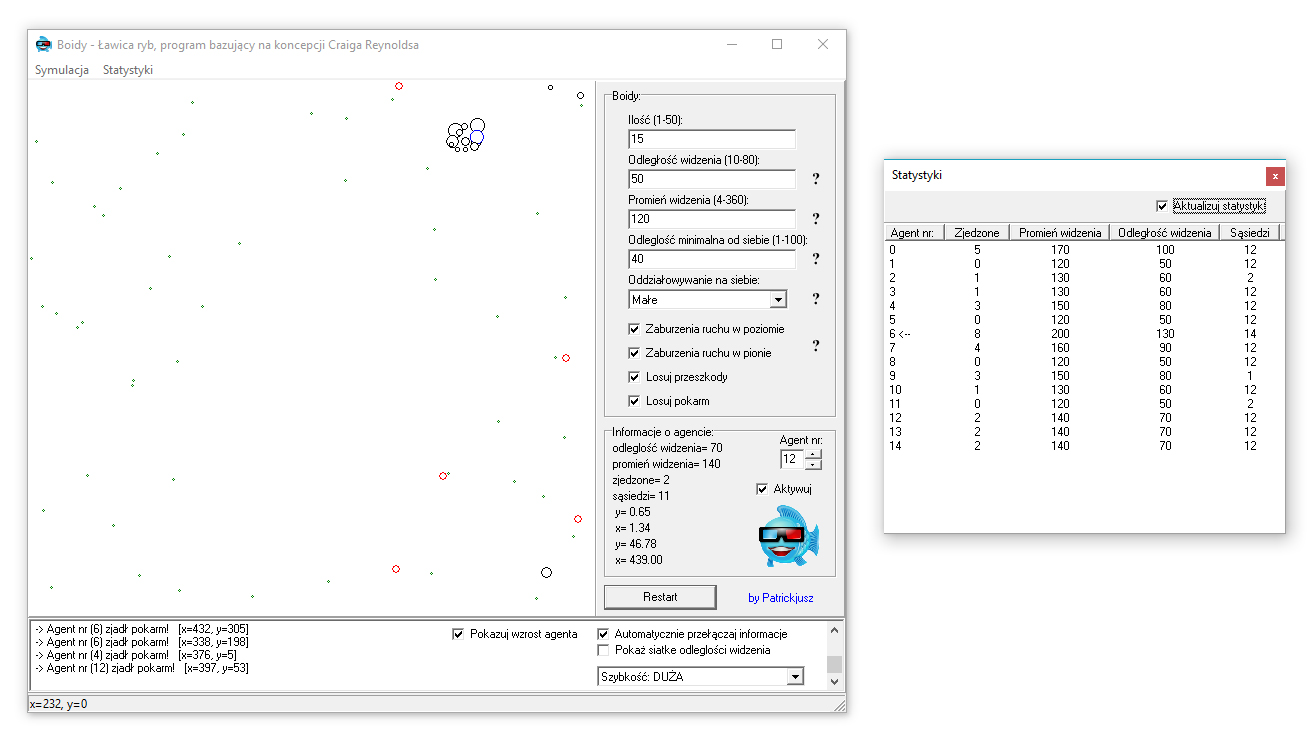 Boidy - Ławica ryb, program bazujący na koncepcji Craiga Reynoldsa
Symulacja Statystyki
Boidy:
Ilość (1-50):
15
Odległość widzenia (10-80):
50 ?
Promień widzenia (4-360):
120 ?
Odleglość minimalna od siebie (1-100):
40 ?
Oddziałowywanie na siebie:
Małe ?
Zaburzenia ruchu w poziomie
?
Zaburzenia ruchu w pionie
Losuj przeszkody
Losuj pokarm
Informacje o agencie:
odleglość widzenia= 70
promień widzenia= 140
zjedzone= 2
sąsiedzi= 11
y= 0.65
x= 1.34
y= 46.78
x= 439.00
Agent nr:
12
Aktywuj
Restart by Patrickjusz
-> Agent nr (6) zjadł pokarm! [x=432, y=305]
-> Agent nr (6) zjadł pokarm! [x=338, y=198]
-> Agent nr (4) zjadł pokarm! [x=376, y=5]
-> Agent nr (12) zjadł pokarm! [x=397, y=53]
Pokazuj wzrost agenta
Automatycznie przełączaj informacje
Pokaż siatke odleglości widzenia
Szybkość: DUŻA
x=232, y=0
Statystyki x
Aktualizuj statystyk
Agent nr: Zjedzone Promień widzenia Odległość widzenia Sąsiedzi
0 5 170 100 12
1 0 120 50 12
2 1 130 60 2
3 1 130 60 12
4 3 150 80 12
5 0 120 50 12
6 <-- 8 200 130 14
7 4 160 90 12
8 0 120 50 12
9 3 150 80 1
10 1 130 60 12
11 0 120 50 2
12 2 140 70 12
13 2 140 70 12
14 2 140 70 12